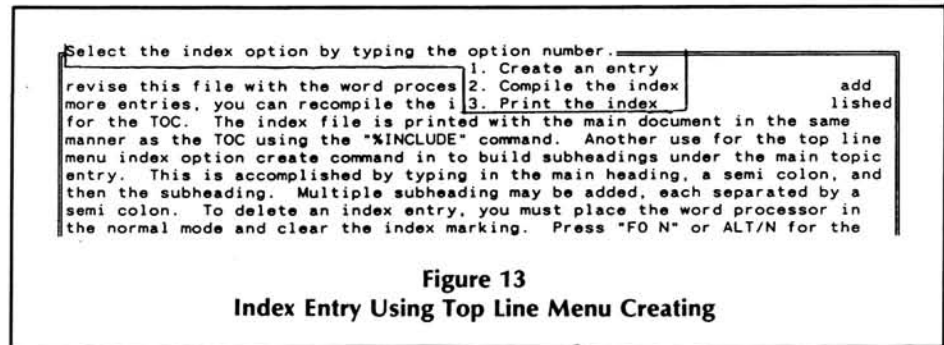 Select the index option by typing the option number.
1. Create an entry
revise this file with the word proces 2. Compile the index add
more entries, you can recompile the i 3. Print the index lished
for the TOC. The index file is printed with the main document in the same
manner as the TOC using the "%INCLUDE" command. Another use for the top line
menu index option create command in to build subheadings under the main topic
entry. This is accomplished by typing in the main heading, a semi colon, and
then the subheading. Multiple subheading may be added, each separated by a
semi colon. To delete an index entry, you must place the word processor in
the normal mode and clear the index marking. Press "F0 N" or ALT/N for the
Figure 13
Index Entry Using Top Line Menu Creating